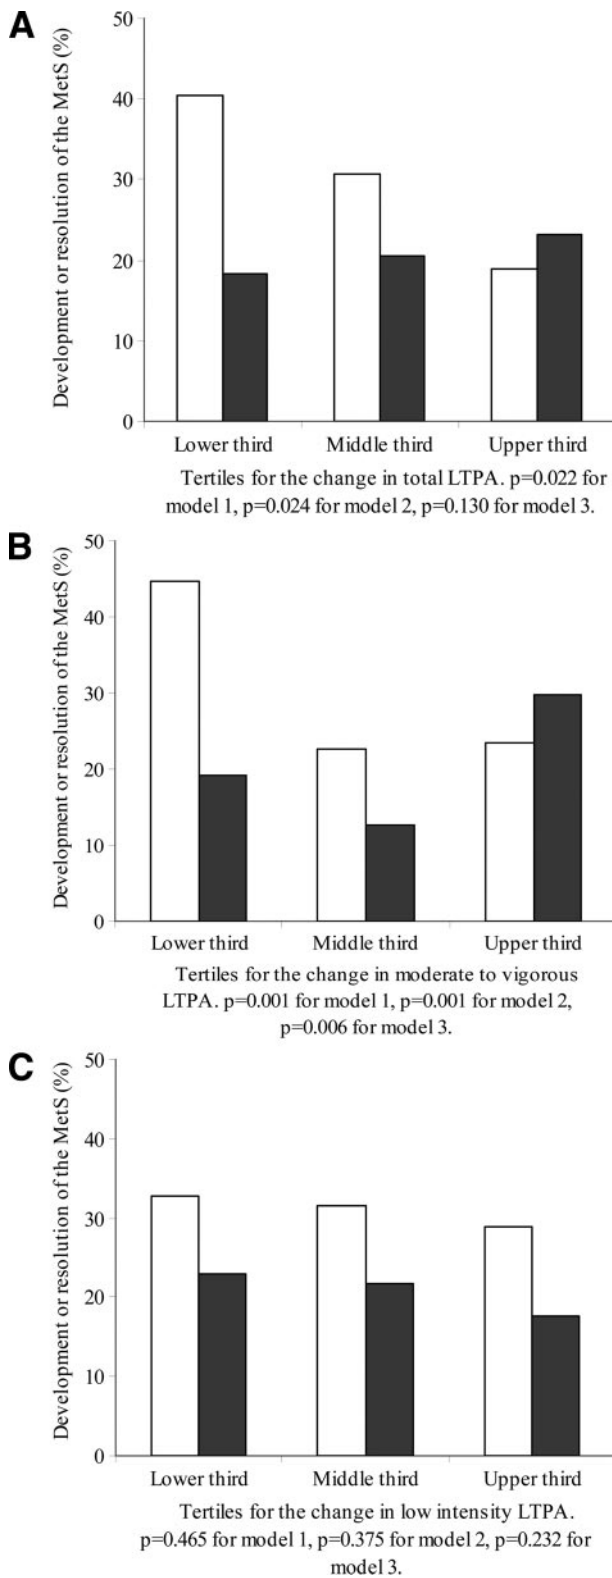 A
Development or resolution of the MetS (%)
50
40
30
20
10
0
Lower third Middle third Upper third
Tertiles for the change in total LTPA. p=0.022 for
model 1, p=0.024 for model 2, p=0.130 for model 3.
B
Development or resolution of the MetS (%)
50
40
30
20
10
0
Lower third Middle third Upper third
Tertiles for the change in moderate to vigorous
LTPA. p=0.001 for model 1, p=0.001 for model 2,
p=0.006 for model 3.
C
Development or resolution of the MetS (%)
50
40
30
20
10
0
Lower third Middle third Upper third
Tertiles for the change in low intensity LTPA.
p=0.465 for model 1, p=0.375 for model 2, p=0.232 for
model 3.